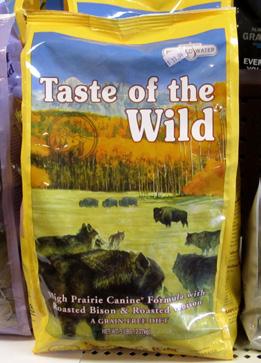 Taste of the
Wild
High Prairie Canine® Formula with
Roasted Bison & Roasted Venison
A GRAIN-FREE DIET